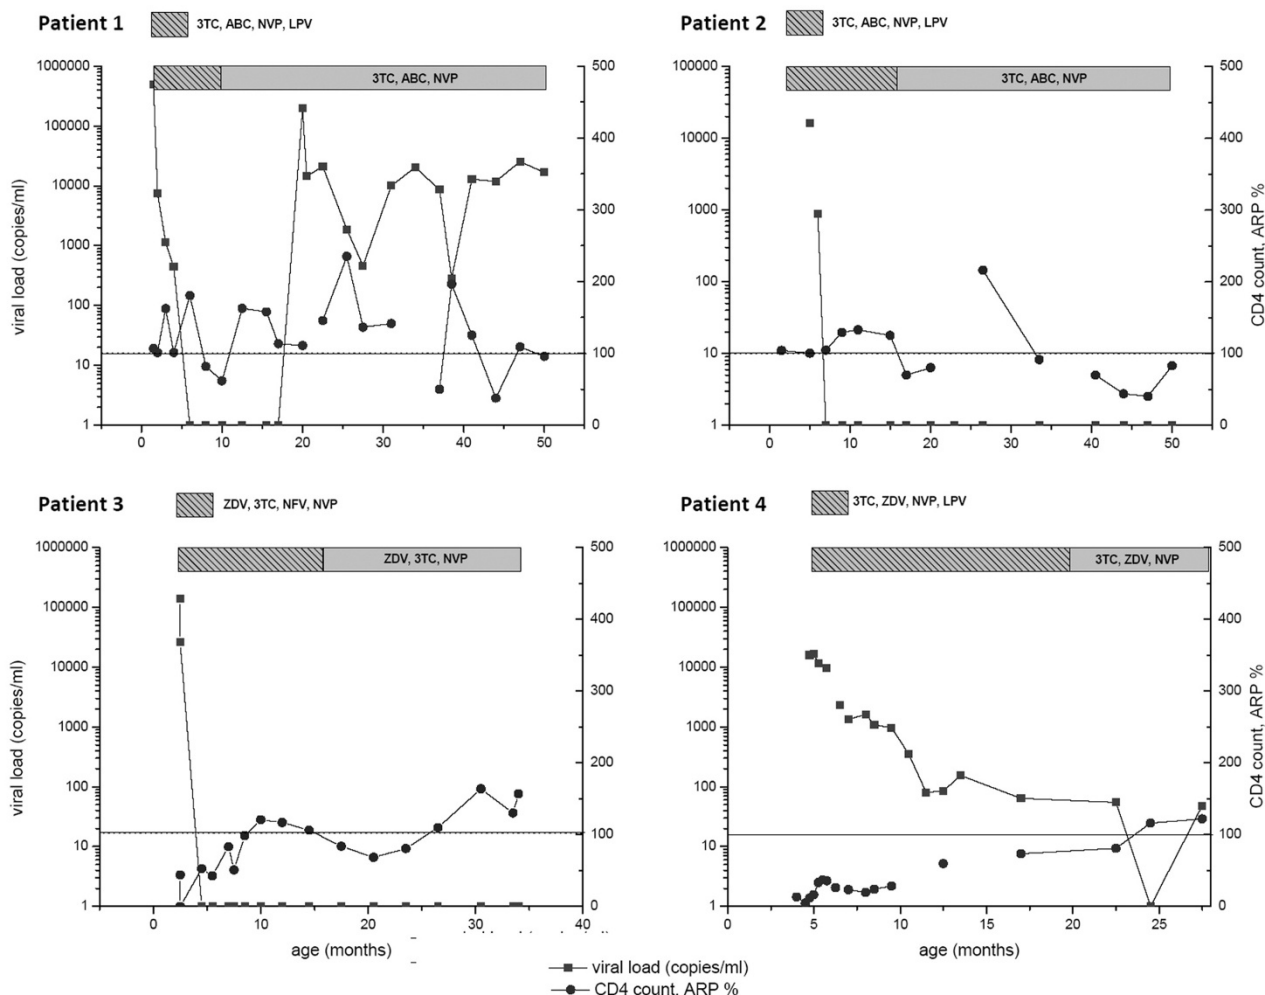 Patient 1 3TC, ABC, NVP, LPV
Patient 2 3TC, ABC, NVP, LPV
3TC, ABC, NVP
3TC, ABC, NVP
1000000
100000
10000
1000
100
10
1
viral load (copies/ml)
500
400
300
200
100
0
0 10 20 30 40 50
100000
10000
1000
100
10
1
500
400
300
200
100
0
CD4 count, ARP %
0 10 20 30 40 50
Patient 3 ZDV, 3TC, NFV, NVP
Patient 4 3TC, ZDV, NVP, LPV
ZDV, 3TC, NVP
3TC, ZDV, NVP
1000000
100000
10000
1000
100
10
1
viral load (copies/ml)
500
400
300
200
100
0
0 10 20 30 40
age (months)
1000000
100000
10000
1000
100
10
1
500
400
300
200
100
0
CD4 count, ARP %
0 5 10 15 20 25
age (months)
viral load (copies/ml)
CD4 count, ARP %